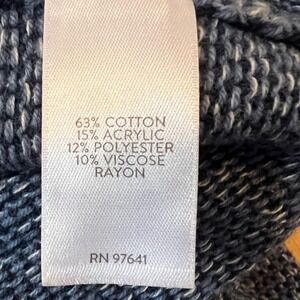 63% COTTON
15% ACRYLIC
12% POLYESTER
10% VISCOSE
RAYON
RN 97641